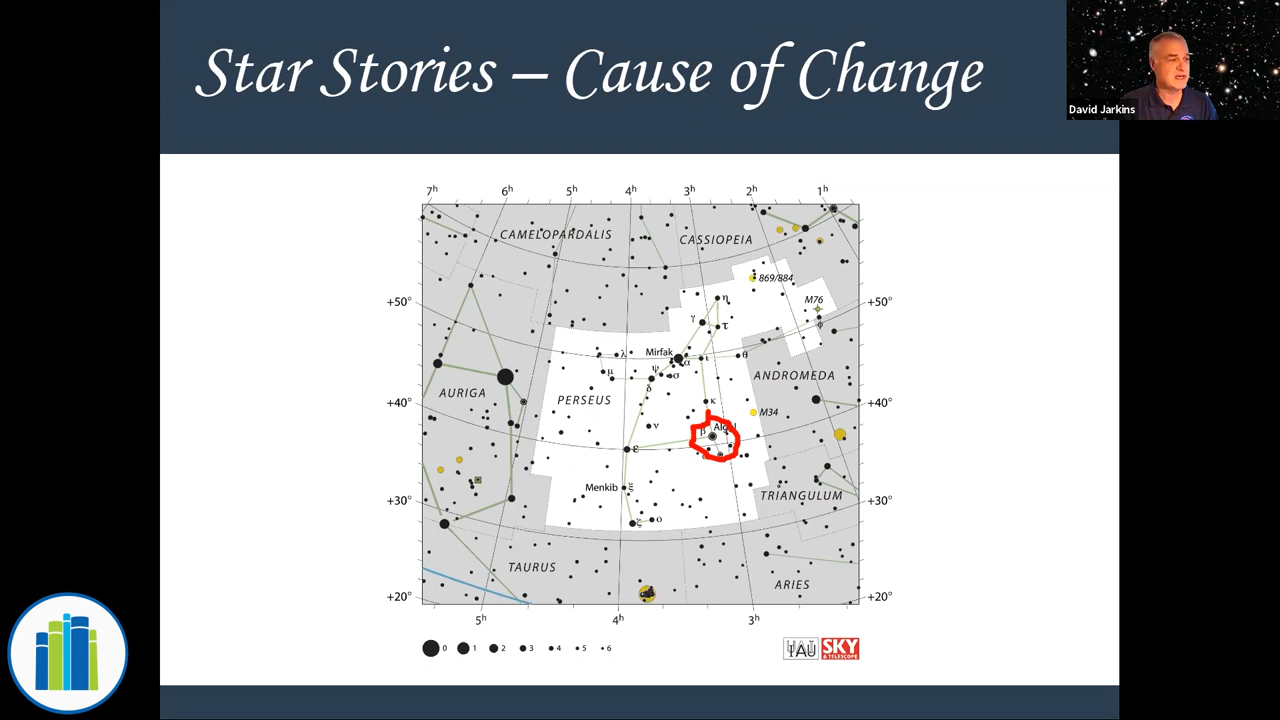 Star Stories – Cause of Change
David Jarkins
7h 6h 5h 4h 3h 2h 1h
CAMELOPARDALIS CASSIOPEIA
869/884
M76
+50° +50°
η
γ τ
ϕ
Mirfak α ι θ
λ
μ ψ σ
δ
ANDROMEDA
AURIGA PERSEUS
+40° κ +40°
M34
β
ν
ε
Menkib ξ
TRIANGULUM
+30° +30°
ζ ο
TAURUS ARIES
+20° +20°
5h 4h 3h
0 1 2 3 4 5 6
IAU SKY
& TELESCOPE